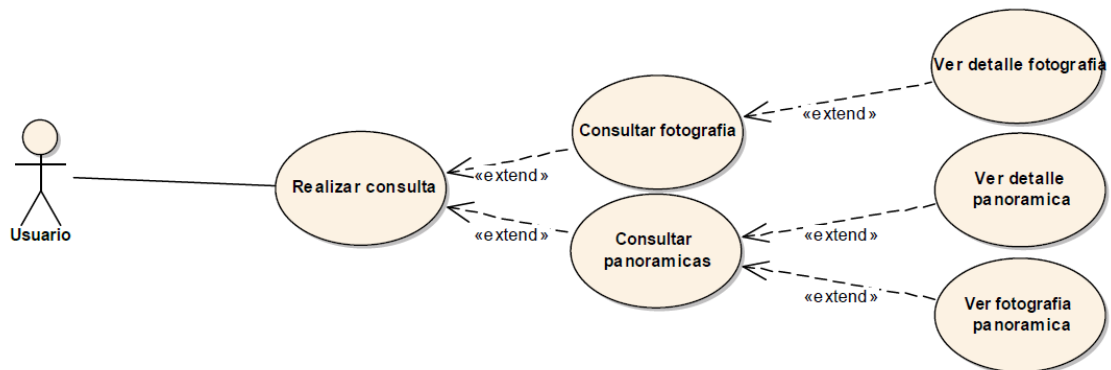 Ver detalle fotografia
Consultar fotografia
«extend»
Realizar consulta
«extend»
Ver detalle
panoramica
Usuario
«extend»
Consultar
panoramicas
«extend»
«extend»
Ver fotografia
panoramica